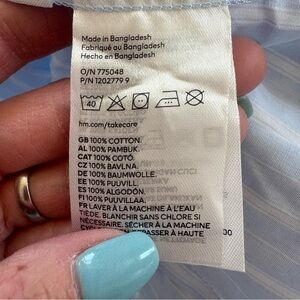 Made in Bangladesh
Fabriqué au Bangladesh
Hecho en Bangladesh
O/N 775048
P/N 1202779 9
40
hm.com/takecare
GB 100% COTTON.
AL 100% PAMBUK.
CAT 100% COTÓ.
CZ 100% BAVLNA.
DE 100% BAUMWOLLE.
EE 100% PUUVILL.
ES 100% ALGODÓN.
FI 100% PUUVILLAA
FR LAVER À LA MACHINE À L'EAU
TIÈDE. BLANCHIR SANS CHLORE SI
NÉCESSAIRE. SÉCHER À LA MACHINE
À HAUTE